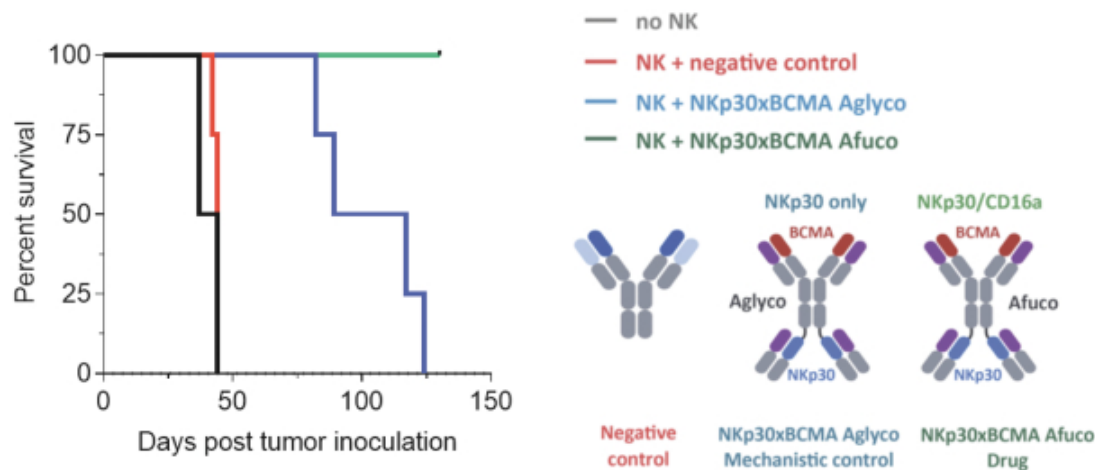 100
75
50
25
0
Percent survival
0
50
100
150
Days post tumor inoculation
no NK
NK + negative control
NK + NKp30xBCMA Aglyco
NK + NKp30xBCMA Afuco
NKp30 only
NKp30/CD16a
BCMA
BCMA
Aglyco
Afuco
NKp30
NKp30
Negative
control
NKp30xBCMA Aglyco
Mechanistic control
NKp30xBCMA Afuco
Drug